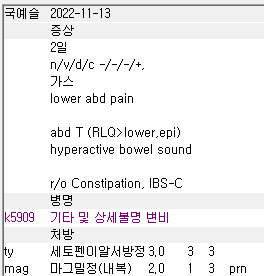 국예슬 2022-11-13
증상
2일
n/v/d/c -/-/-/+,
가스
lower abd pain
abd T (RLQ>lower,epi)
hyperactive bowel sound
r/o Constipation, IBS-C
병명
k5909 기타 및 상세불명 변비
처방
ty 세토펜이알서방정 3,0 3 3
mag 마그밀정(내복) 2,0 1 3 prn